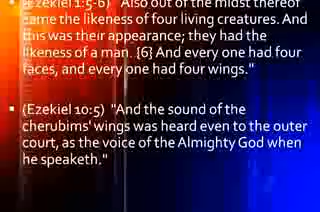 (Ezekiel 1:5-6)  "Also out of the midst thereof
came the likeness of four living creatures. And
this was their appearance; they had the
likeness of a man. {6} And every one had four
faces, and every one had four wings."
(Ezekiel 10:5)  "And the sound of the
cherubims' wings was heard even to the outer
court, as the voice of the Almighty God when
he speaketh."